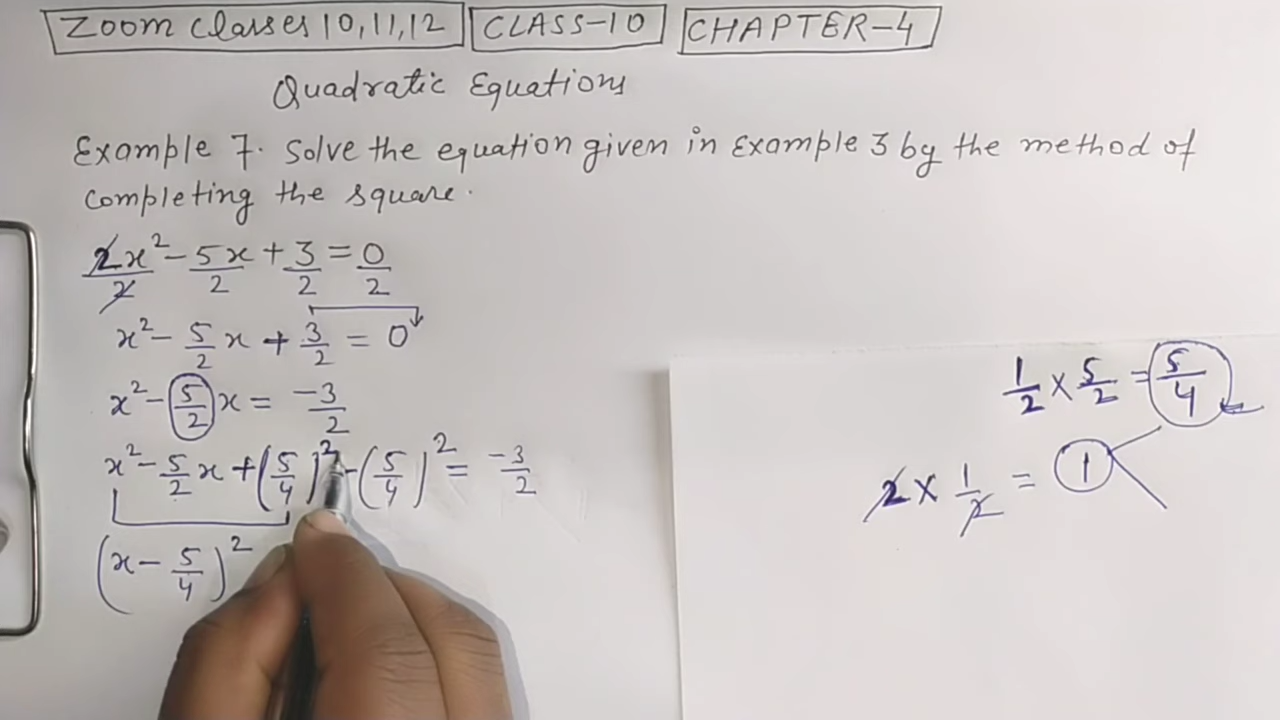 Zoom Classes 10,11,12 CLASS-10 CHAPTER-4
Quadratic Equations
Example 7. Solve the equation given in Example 3 by the method of
completing the square.
2x²/2 - 5x/2 + 3/2 = 0/2
x² - 5/2 x + 3/2 = 0
x² - 5/2 x = -3/2
x² - 5/2 x + (5/4)² - (5/4)² = -3/2
(x - 5/4)²
1/2 × 5/2 = 5/4
2 × 1/2 = 1